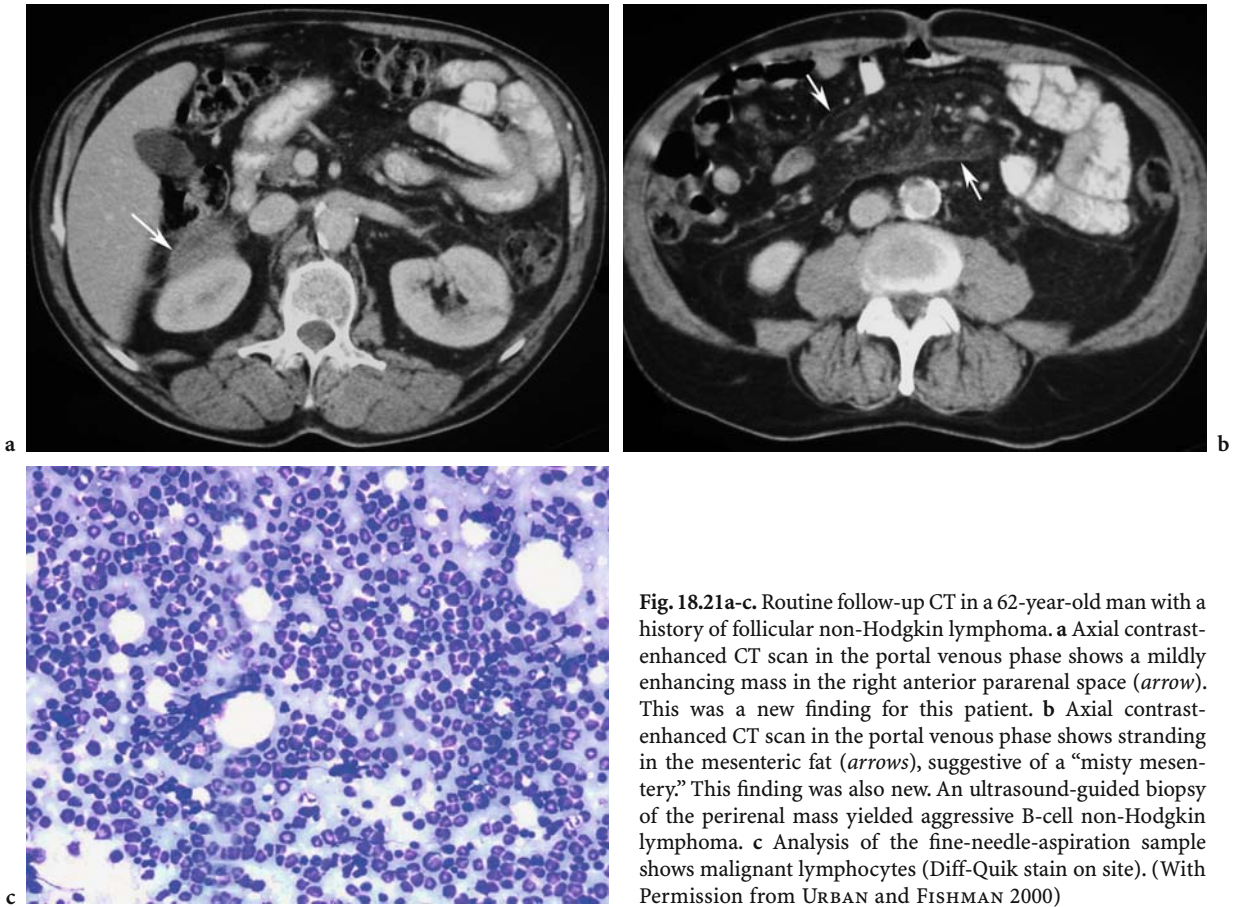 a
b
c
Fig. 18.21a-c. Routine follow-up CT in a 62-year-old man with a
history of follicular non-Hodgkin lymphoma. a Axial contrast-
enhanced CT scan in the portal venous phase shows a mildly
enhancing mass in the right anterior pararenal space (arrow).
This was a new finding for this patient. b Axial contrast-
enhanced CT scan in the portal venous phase shows stranding
in the mesenteric fat (arrows), suggestive of a “misty mesen-
tery.” This finding was also new. An ultrasound-guided biopsy
of the perirenal mass yielded aggressive B-cell non-Hodgkin
lymphoma. c Analysis of the fine-needle-aspiration sample
shows malignant lymphocytes (Diff-Quik stain on site). (With
Permission from URBAN and FISHMAN 2000)